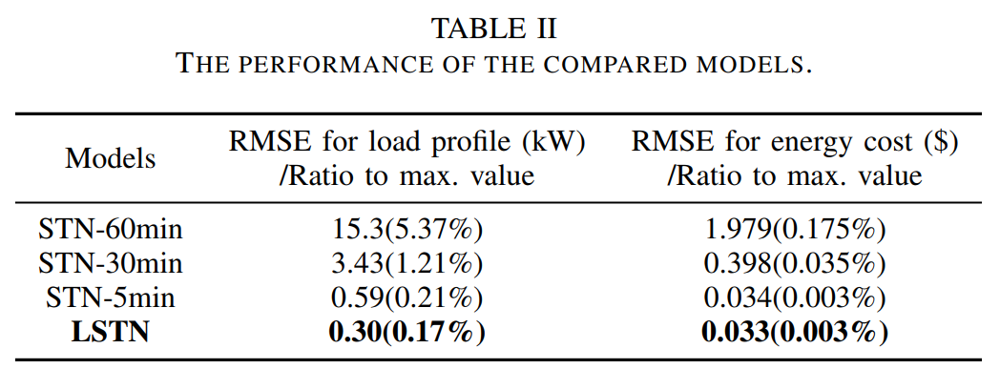 TABLE II
THE PERFORMANCE OF THE COMPARED MODELS.
Models RMSE for load profile (kW) /Ratio to max. value RMSE for energy cost ($) /Ratio to max. value
STN-60min 15.3(5.37%) 1.979(0.175%)
STN-30min 3.43(1.21%) 0.398(0.035%)
STN-5min 0.59(0.21%) 0.034(0.003%)
LSTN 0.30(0.17%) 0.033(0.003%)